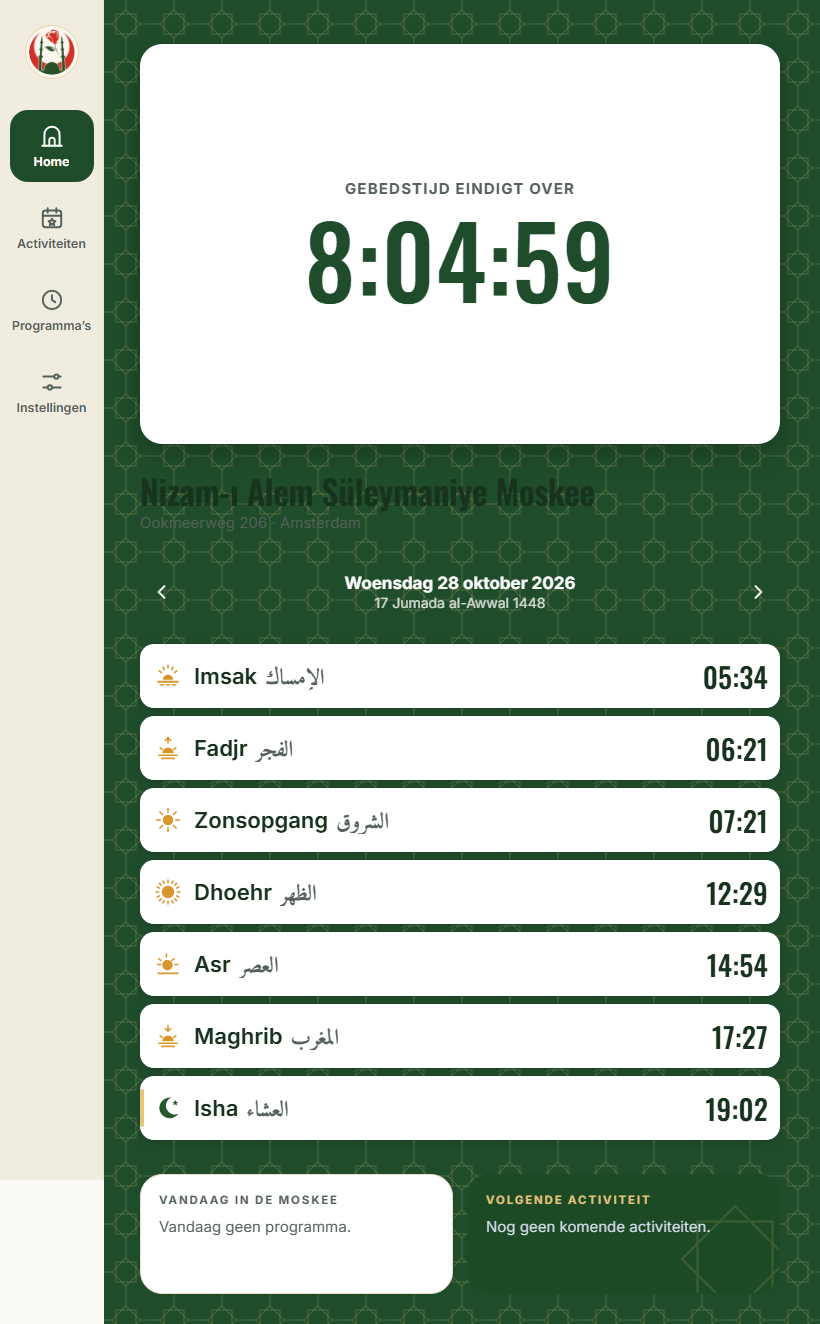 Home
Activiteiten
Programma's
Instellingen
GEBEDSTIJD EINDIGT OVER
8:04:59
Nizam-ı Alem Süleymaniye Moskee
Ookmeerweg 206 · Amsterdam
Woensdag 28 oktober 2026
17 Jumada al-Awwal 1448
Imsak الإمساك 05:34
Fadjr الفجر 06:21
Zonsopgang الشروق 07:21
Dhoehr الظهر 12:29
Asr العصر 14:54
Maghrib المغرب 17:27
Isha العشاء 19:02
VANDAAG IN DE MOSKEE
Vandaag geen programma.
VOLGENDE ACTIVITEIT
Nog geen komende activiteiten.